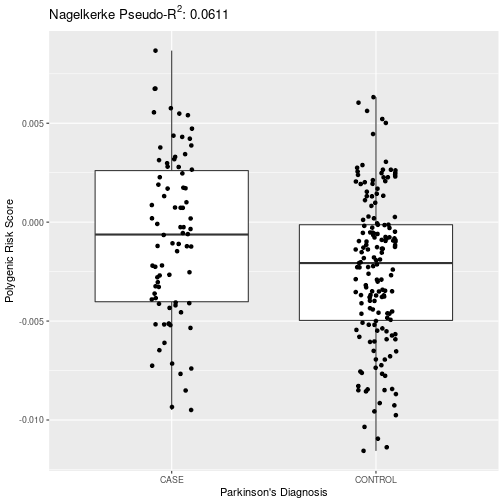 Nagelkerke Pseudo-R²: 0.0611
0.005
0.000
-0.005
-0.010
Polygenic Risk Score
CASE
CONTROL
Parkinson's Diagnosis